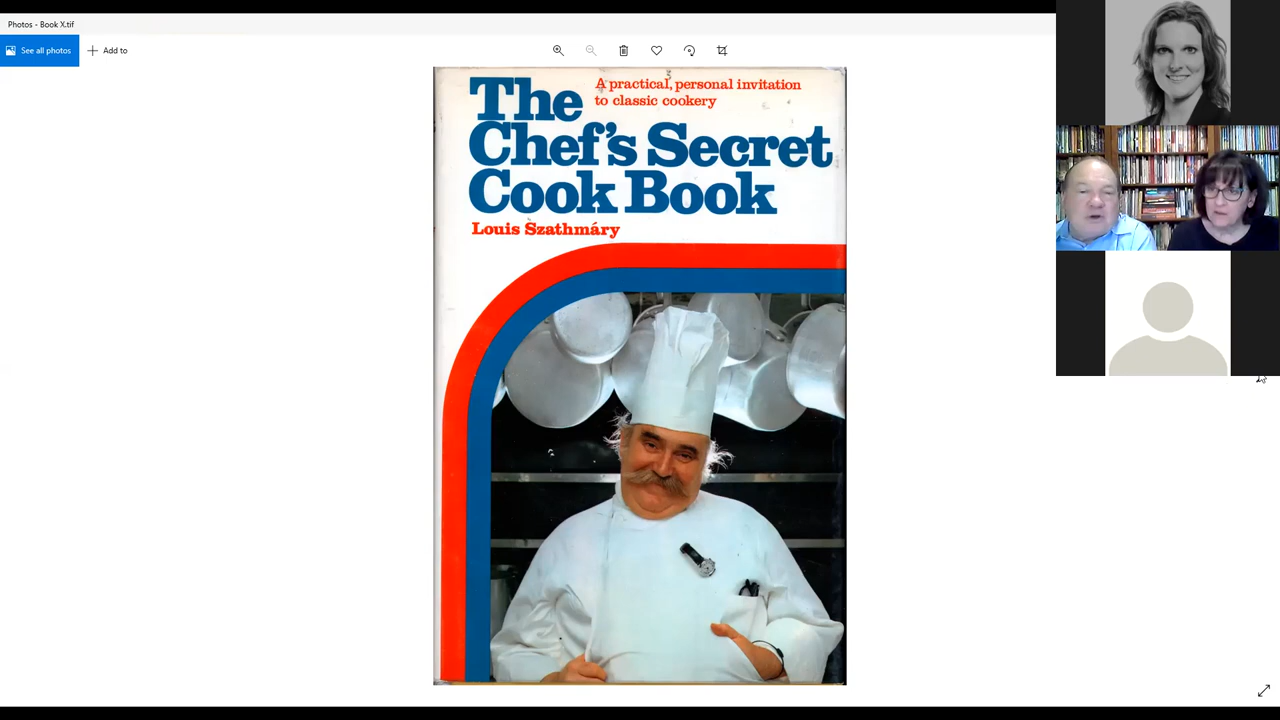 Photos - Book X.tif
See all photos
Add to
3
A practical, personal invitation
to classic cookery
The
Chef's Secret
Cook Book
Louis Szathmáry